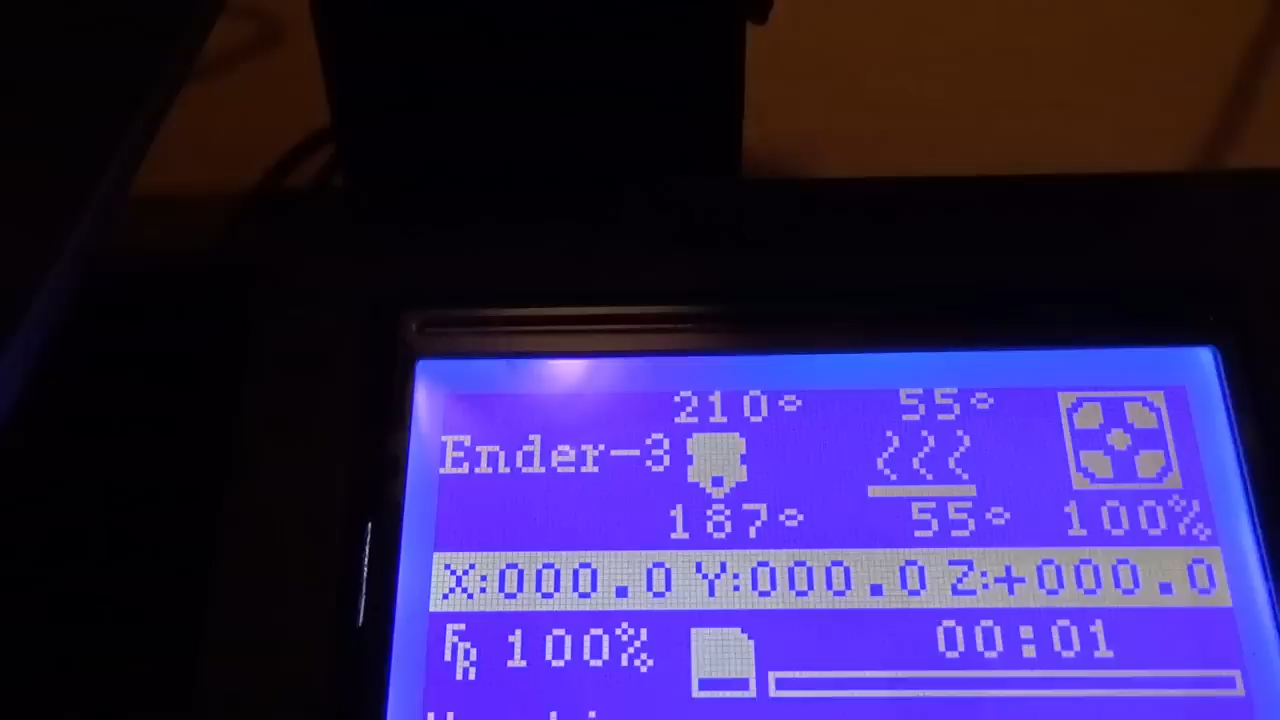 210° 55°
Ender-3
187° 55° 100%
X:000.0 Y:000.0 Z:+000.0
FR 100% 00:01